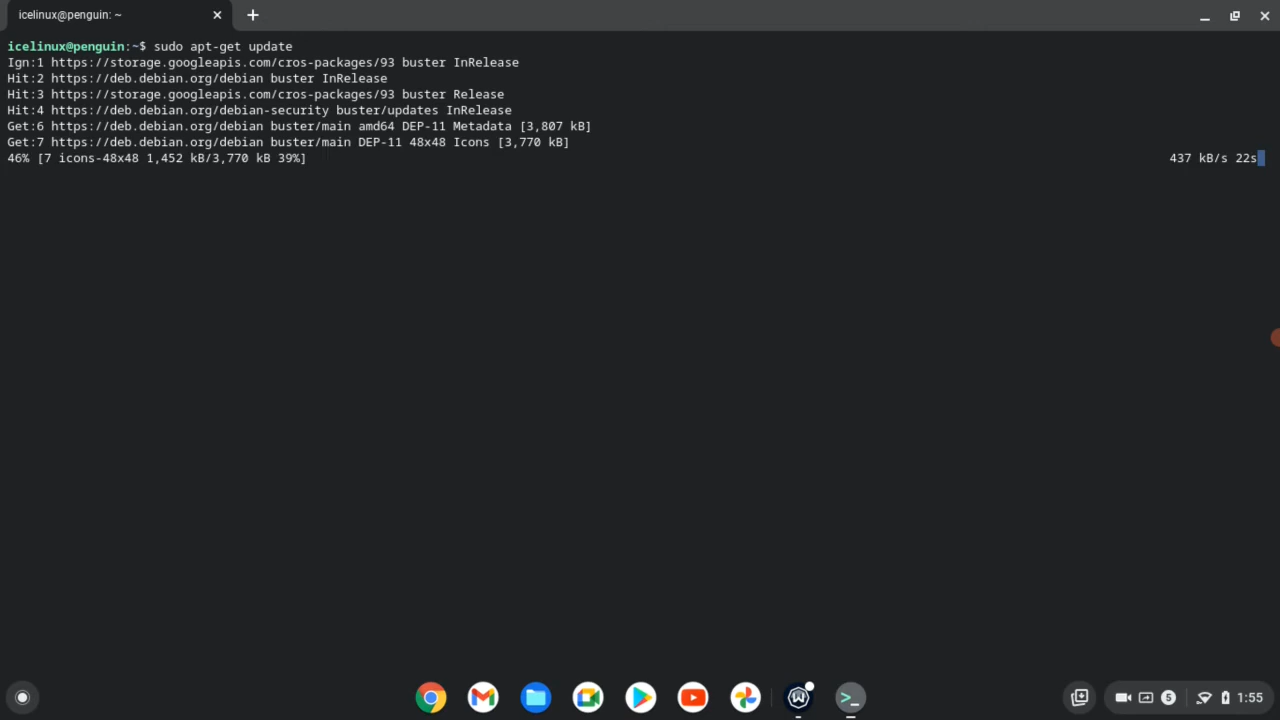 icelinux@penguin: ~
icelinux@penguin:~$ sudo apt-get update
Ign:1 https://storage.googleapis.com/cros-packages/93 buster InRelease
Hit:2 https://deb.debian.org/debian buster InRelease
Hit:3 https://storage.googleapis.com/cros-packages/93 buster Release
Hit:4 https://deb.debian.org/debian-security buster/updates InRelease
Get:6 https://deb.debian.org/debian buster/main amd64 DEP-11 Metadata [3,807 kB]
Get:7 https://deb.debian.org/debian buster/main DEP-11 48x48 Icons [3,770 kB]
46% [7 icons-48x48 1,452 kB/3,770 kB 39%] 437 kB/s 22s
5 1:55